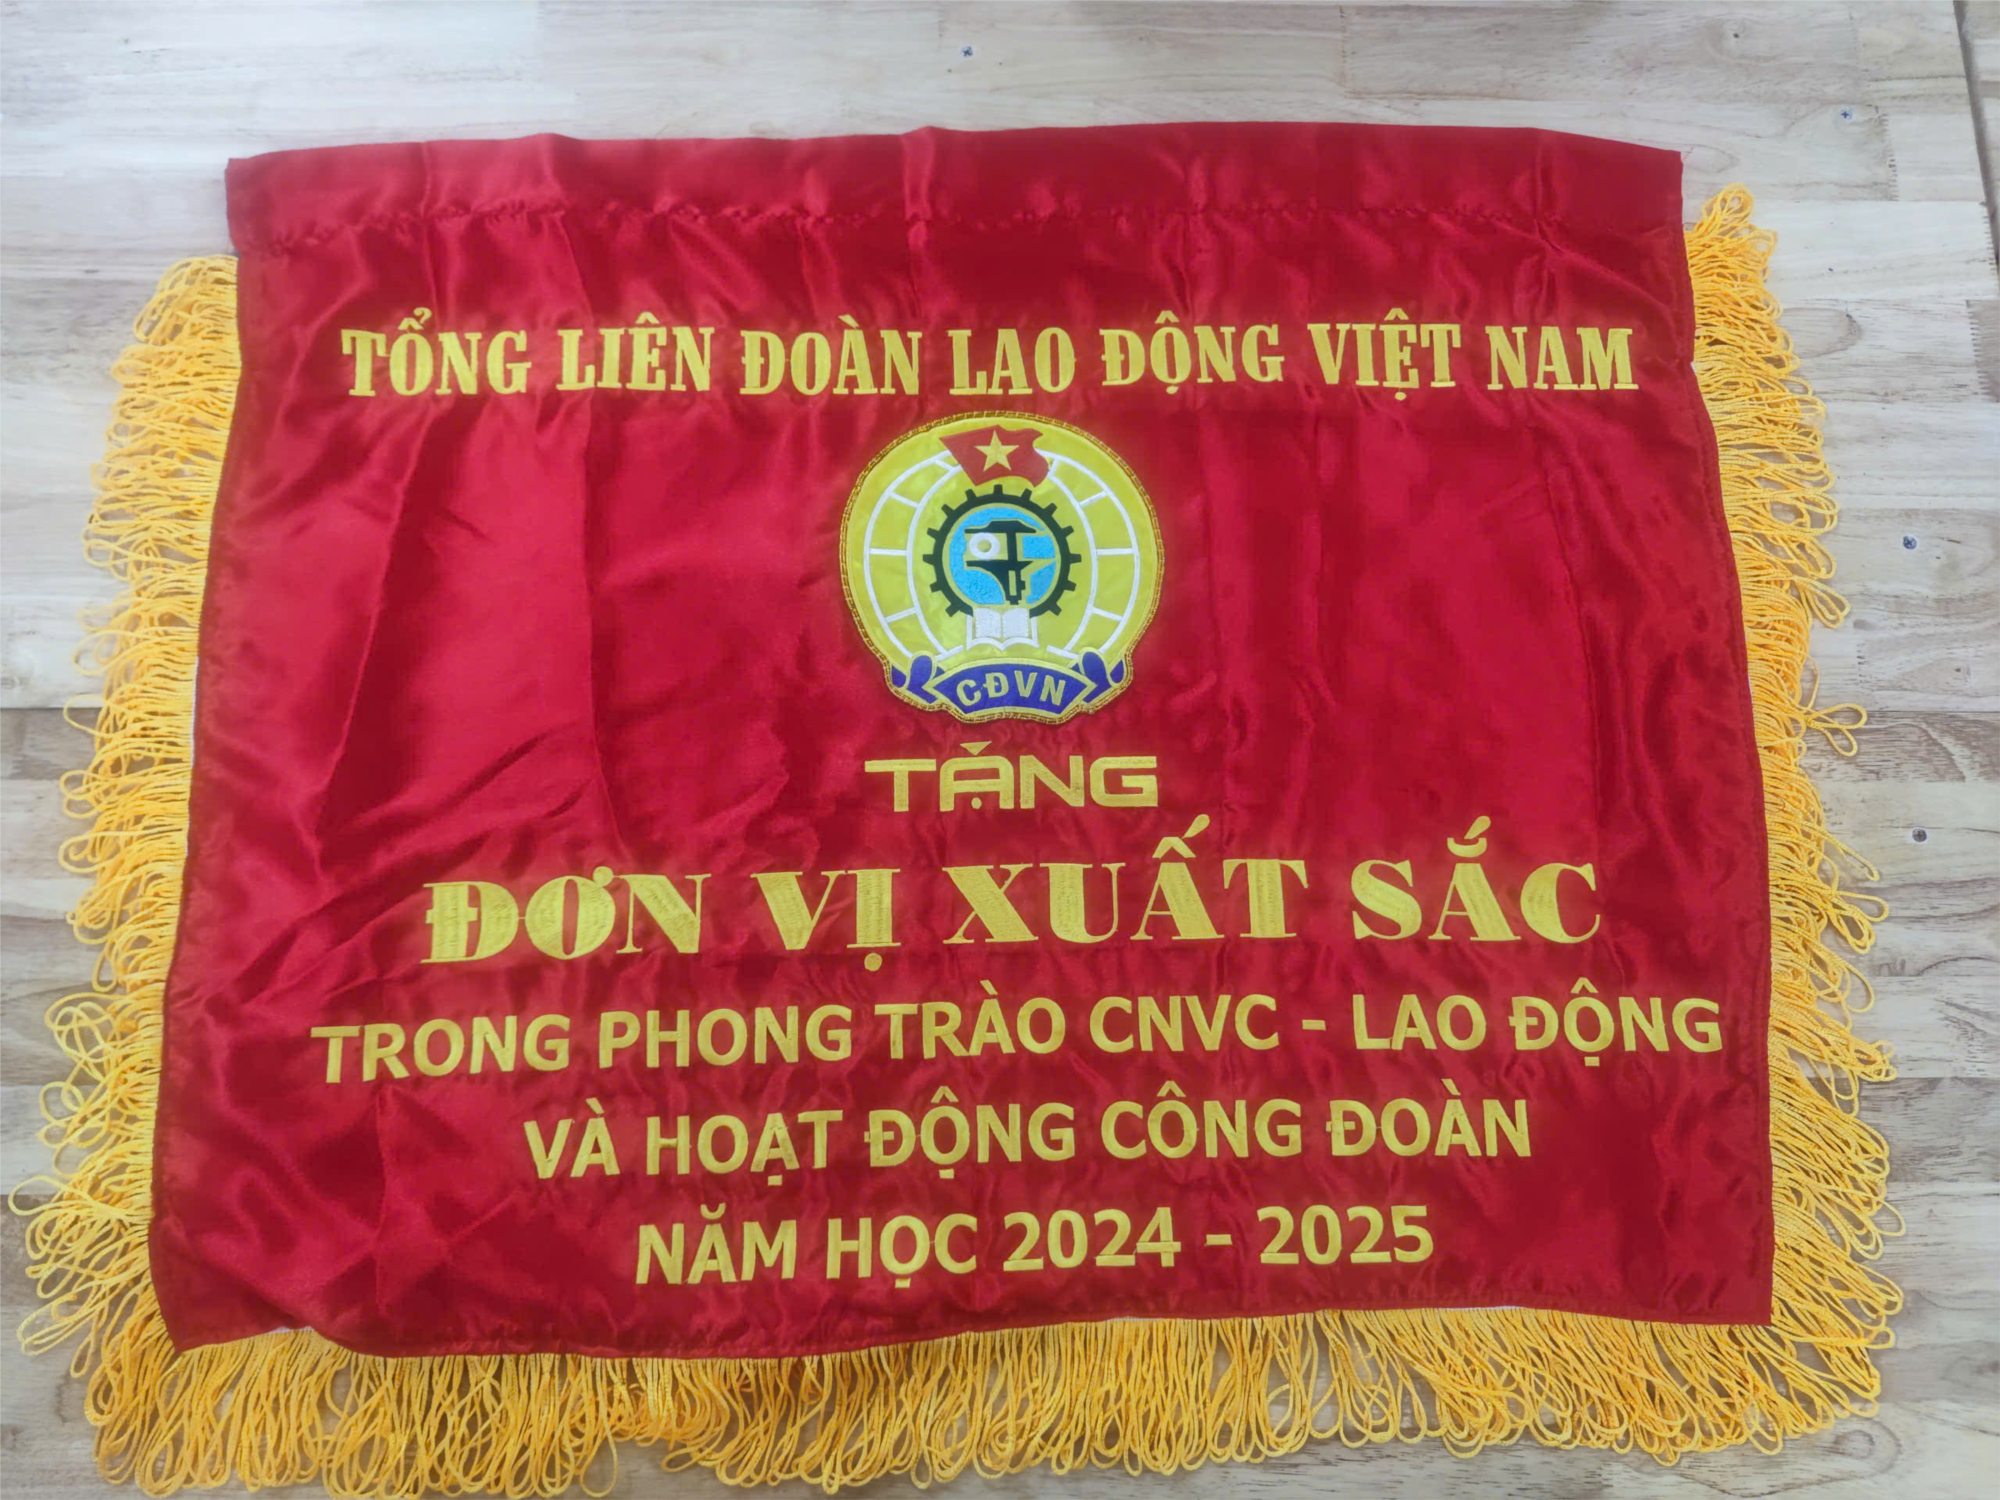 TỔNG LIÊN ĐOÀN LAO ĐỘNG VIỆT NAM
CĐVN
TẶNG
ĐƠN VỊ XUẤT SẮC
TRONG PHONG TRÀO CNVC - LAO ĐỘNG
VÀ HOẠT ĐỘNG CÔNG ĐOÀN
NĂM HỌC 2024 - 2025